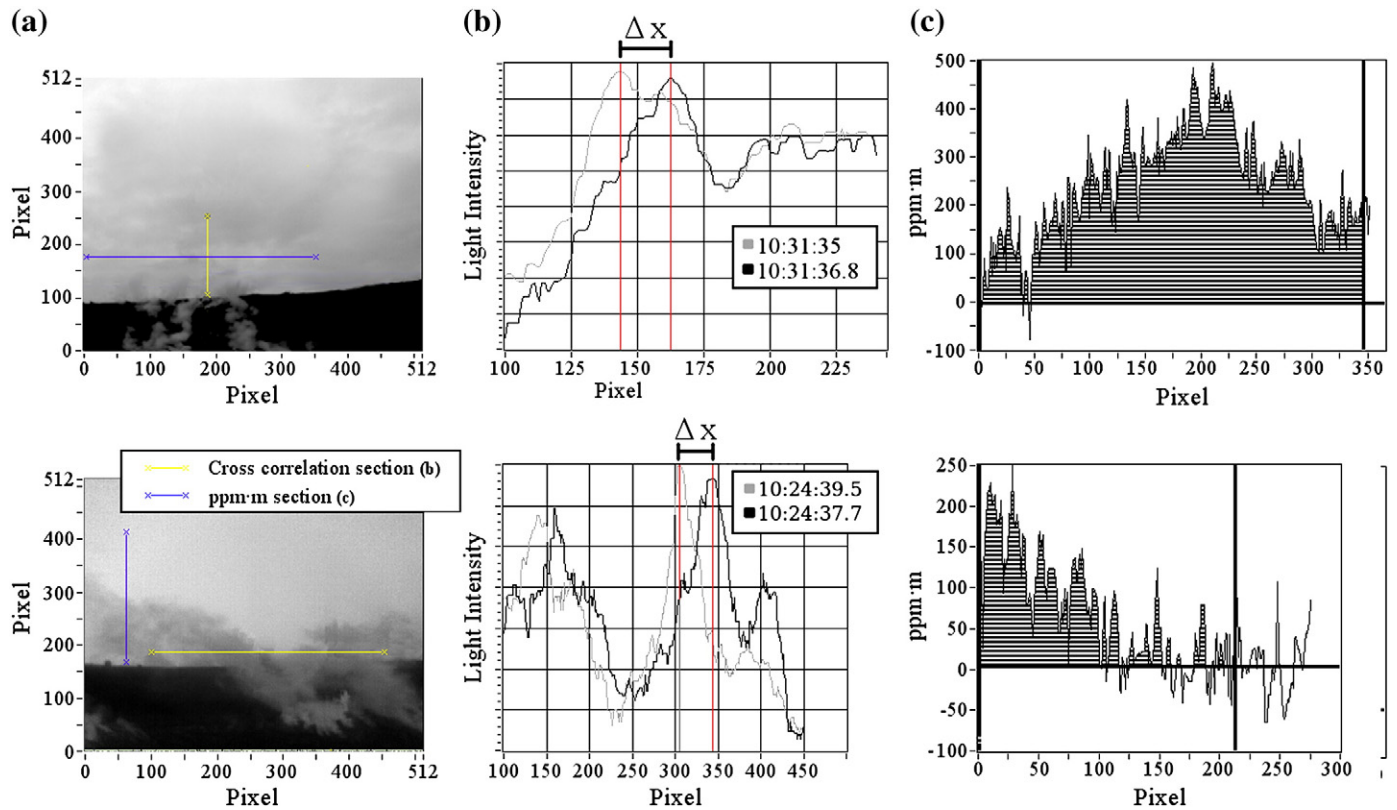 (a)
(b)
(c)
Δ x
512
400
300
200
100
0
Pixel
0 100 200 300 400 512
Pixel
Light Intensity
10:31:35
10:31:36.8
100 125 150 175 200 225
Pixel
500
400
300
200
100
0
-100
ppm·m
0 50 100 150 200 250 300 350
Pixel
Cross correlation section (b)
ppm·m section (c)
512
400
300
200
100
0
Pixel
0 100 200 300 400 512
Pixel
Δ x
Light Intensity
10:24:39.5
10:24:37.7
100 150 200 250 300 350 400 450
Pixel
250
200
150
100
50
0
-50
-100
ppm·m
0 50 100 150 200 250 300
Pixel